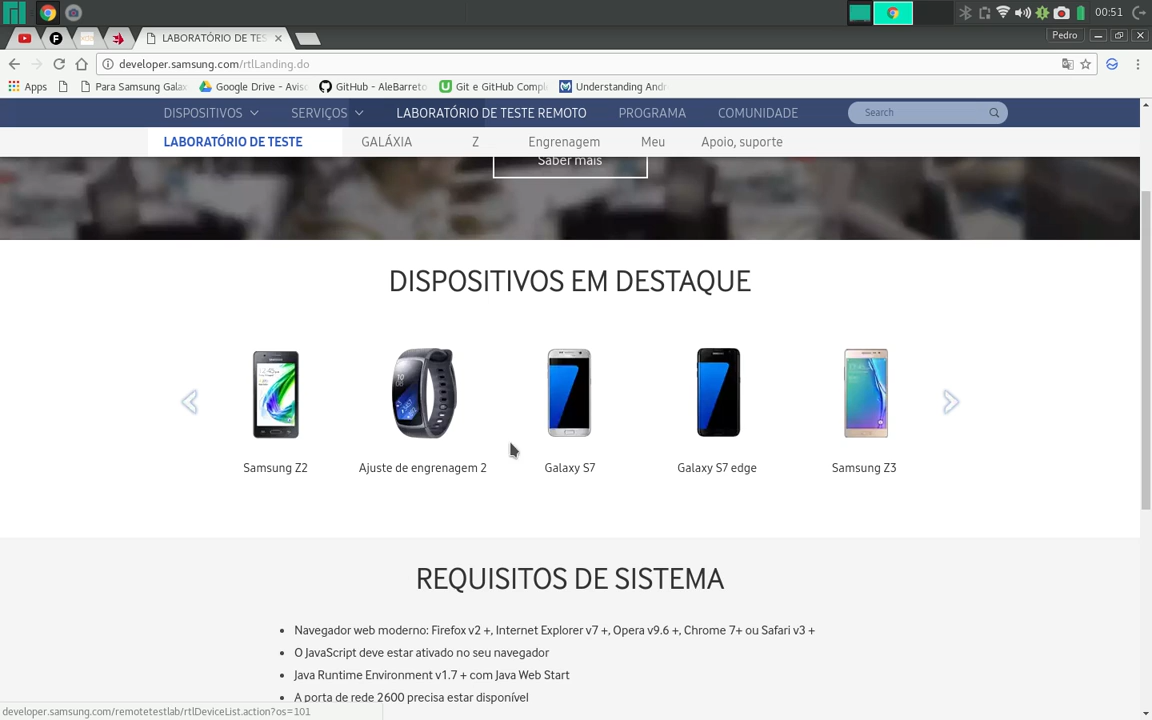 00:51
LABORATÓRIO DE TES
Pedro
developer.samsung.com/rtlLanding.do
Apps Para Samsung Galax Google Drive - Aviso GitHub - AleBarreto Git e GitHub Comple Understanding Andr
DISPOSITIVOS SERVIÇOS LABORATÓRIO DE TESTE REMOTO PROGRAMA COMUNIDADE Search
LABORATÓRIO DE TESTE GALÁXIA Z Engrenagem Meu Apoio, suporte
Saber mais
DISPOSITIVOS EM DESTAQUE
Samsung Z2 Ajuste de engrenagem 2 Galaxy S7 Galaxy S7 edge Samsung Z3
REQUISITOS DE SISTEMA
Navegador web moderno: Firefox v2 +, Internet Explorer v7 +, Opera v9.6 +, Chrome 7+ ou Safari v3 +
O JavaScript deve estar ativado no seu navegador
Java Runtime Environment v1.7 + com Java Web Start
A porta de rede 2600 precisa estar disponível
developer.samsung.com/remotetestlab/rtlDeviceList.action?os=101